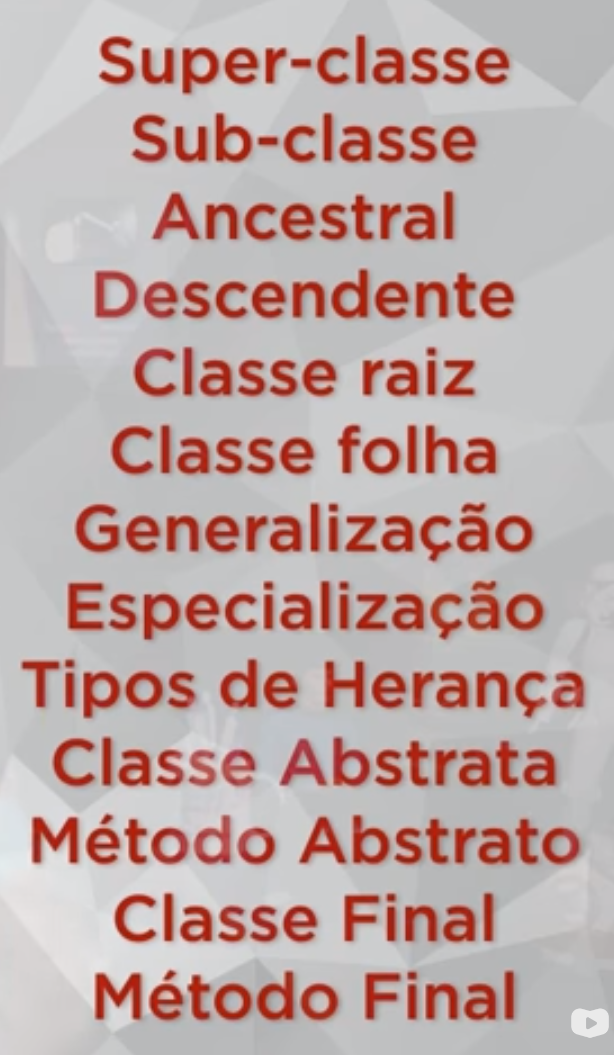 Super-classe
Sub-classe
Ancestral
Descendente
Classe raiz
Classe folha
Generalização
Especialização
Tipos de Herança
Classe Abstrata
Método Abstrato
Classe Final
Método Final